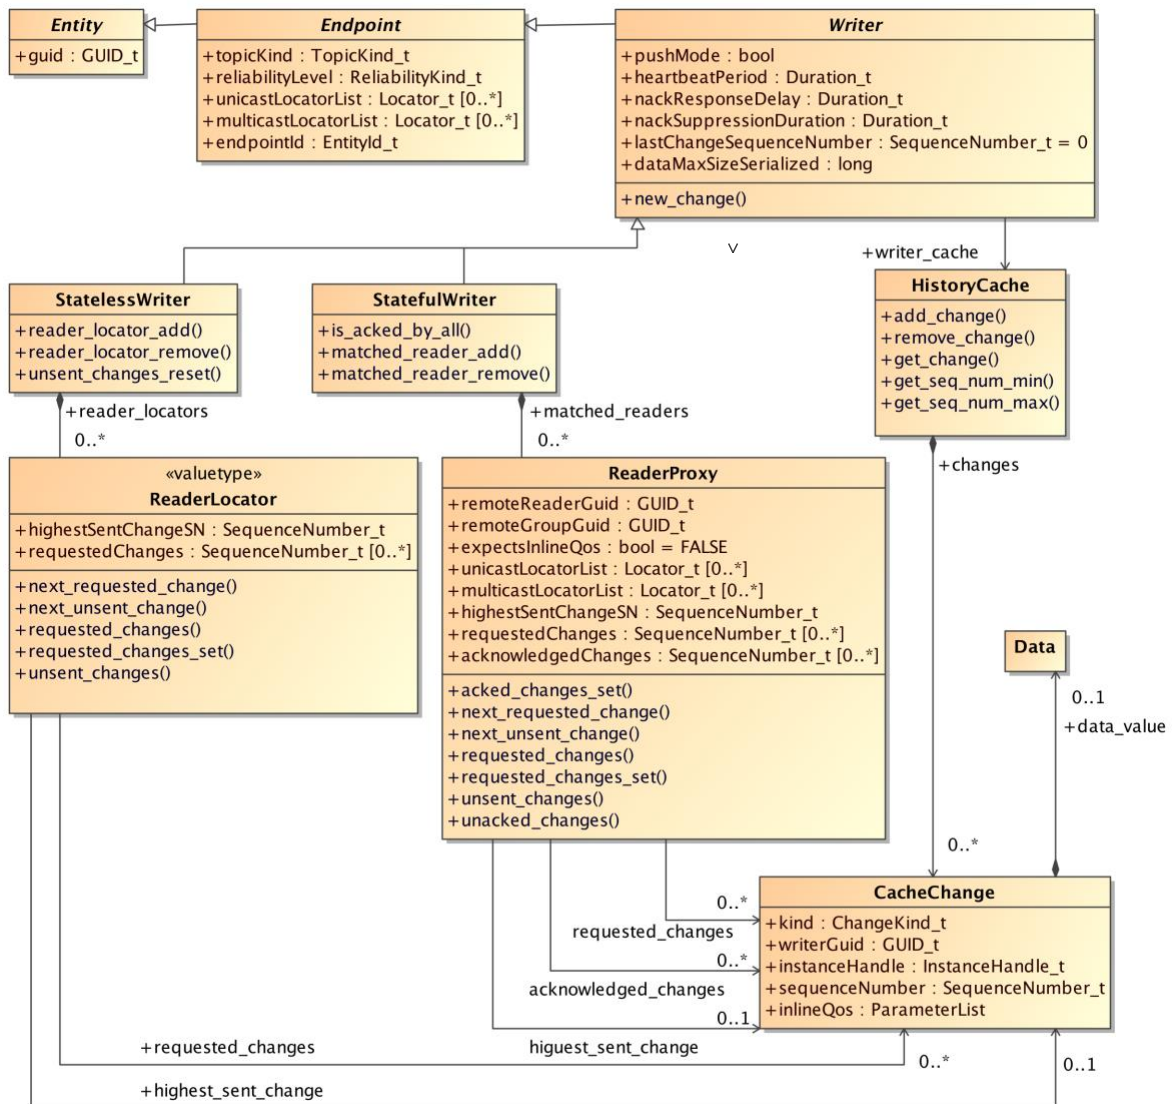 Entity
+guid : GUID_t
Endpoint
+topicKind : TopicKind_t
+reliabilityLevel : ReliabilityKind_t
+unicastLocatorList : Locator_t [0..*]
+multicastLocatorList : Locator_t [0..*]
+endpointId : EntityId_t
Writer
+pushMode : bool
+heartbeatPeriod : Duration_t
+nackResponseDelay : Duration_t
+nackSuppressionDuration : Duration_t
+lastChangeSequenceNumber : SequenceNumber_t = 0
+dataMaxSizeSerialized : long
+new_change()
v
+writer_cache
StatelessWriter
+reader_locator_add()
+reader_locator_remove()
+unsent_changes_reset()
StatefulWriter
+is_acked_by_all()
+matched_reader_add()
+matched_reader_remove()
HistoryCache
+add_change()
+remove_change()
+get_change()
+get_seq_num_min()
+get_seq_num_max()
+reader_locators
0..*
+matched_readers
0..*
+changes
«valuetype»
ReaderLocator
+highestSentChangeSN : SequenceNumber_t
+requestedChanges : SequenceNumber_t [0..*]
+next_requested_change()
+next_unsent_change()
+requested_changes()
+requested_changes_set()
+unsent_changes()
ReaderProxy
+remoteReaderGuid : GUID_t
+remoteGroupGuid : GUID_t
+expectsInlineQos : bool = FALSE
+unicastLocatorList : Locator_t [0..*]
+multicastLocatorList : Locator_t [0..*]
+highestSentChangeSN : SequenceNumber_t
+requestedChanges : SequenceNumber_t [0..*]
+acknowledgedChanges : SequenceNumber_t [0..*]
+acked_changes_set()
+next_requested_change()
+next_unsent_change()
+requested_changes()
+requested_changes_set()
+unsent_changes()
+unacked_changes()
Data
0..1
+data_value
0..*
CacheChange
+kind : ChangeKind_t
+writerGuid : GUID_t
+instanceHandle : InstanceHandle_t
+sequenceNumber : SequenceNumber_t
+inlineQos : ParameterList
0..*
requested_changes
0..*
acknowledged_changes
0..1
higuest_sent_change
+requested_changes
0..*
+highest_sent_change
0..1